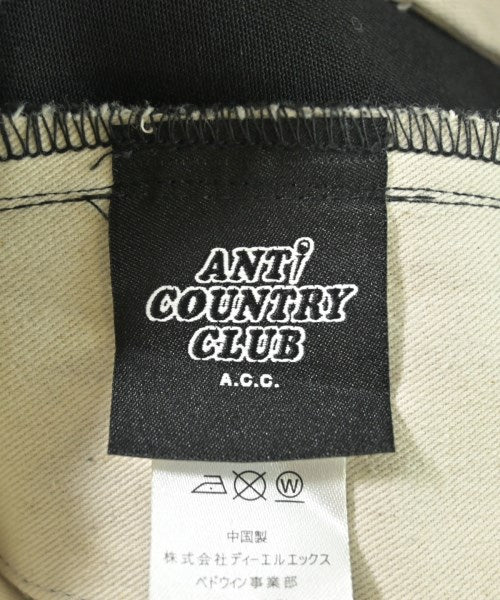 ANTi
COUNTRY
CLUB
A.C.C.
W
中国製
株式会社ディーエルエックス
ベドウィン事業部